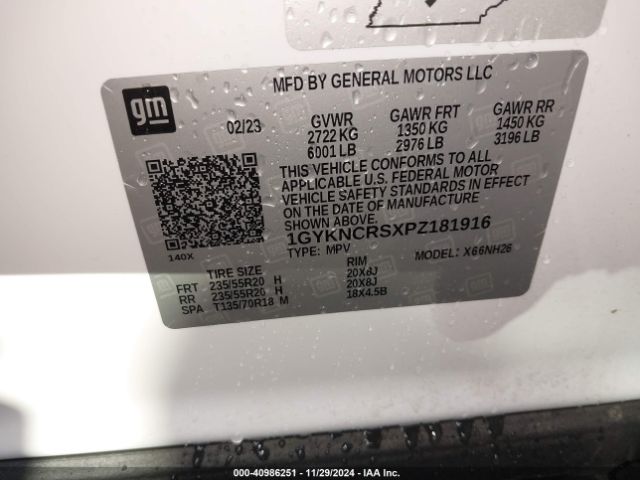 gm
MFD BY GENERAL MOTORS LLC
02/23
GVWR GAWR FRT GAWR RR
2722 KG 1350 KG 1450 KG
6001 LB 2976 LB 3196 LB
THIS VEHICLE CONFORMS TO ALL
APPLICABLE U.S. FEDERAL MOTOR
VEHICLE SAFETY STANDARDS IN EFFECT
ON THE DATE OF MANUFACTURE
SHOWN ABOVE.
1GYKNCRSXPZ181916
TYPE: MPV MODEL: X66NH26
140X
TIRE SIZE RIM
FRT 235/55R20 H 20X8J
RR 235/55R20 H 20X8J
SPA T135/70R18 M 18X4.5B
000-40986251 - 11/29/2024 - IAA Inc.